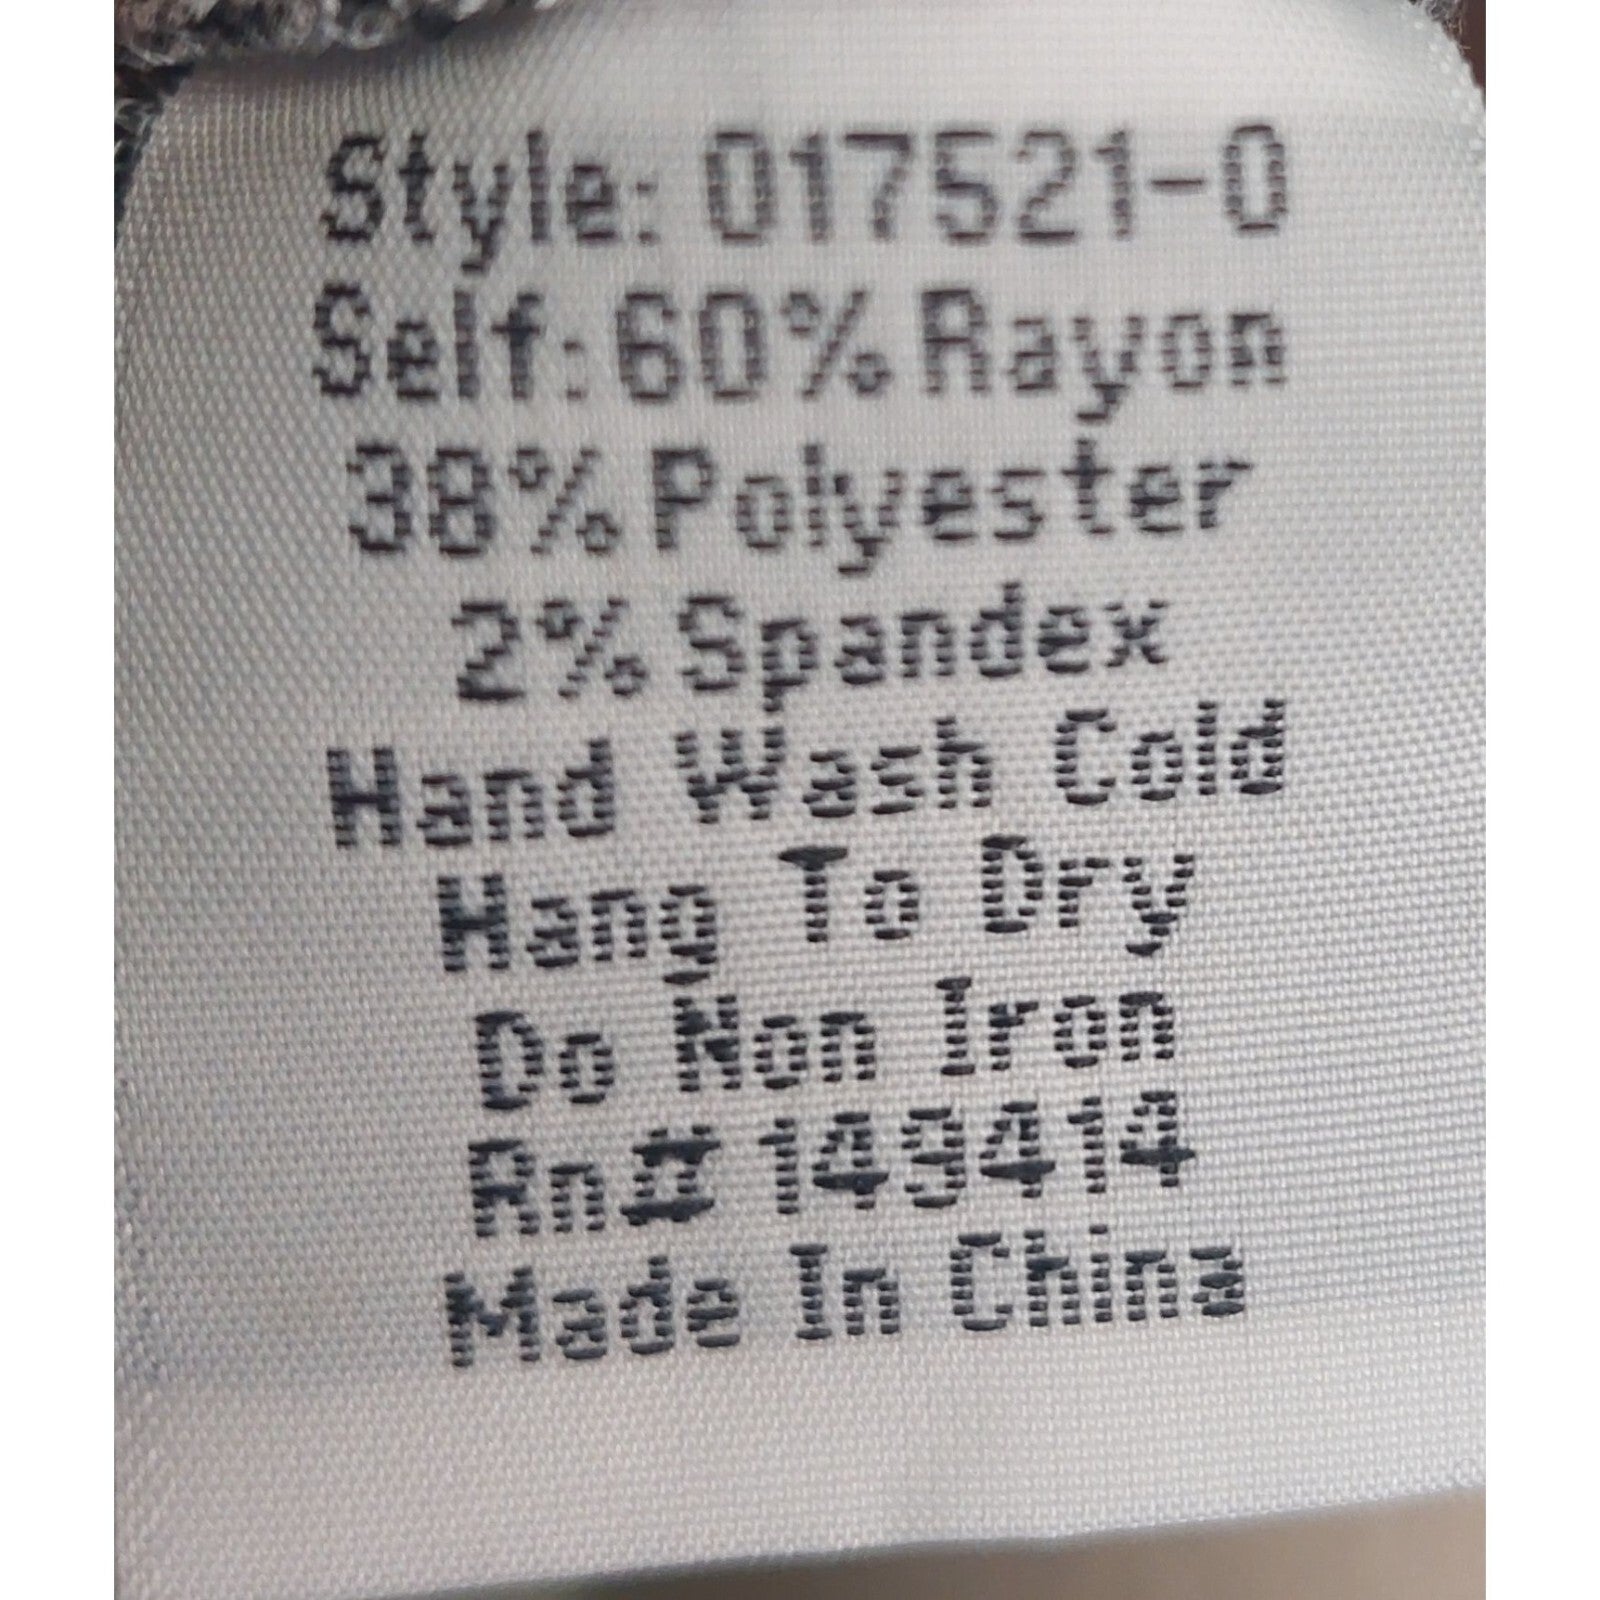 Style: 017521-0
Self: 60% Rayon
38% Polyester
2% Spandex
Hand Wash Cold
Hang To Dry
Do Non Iron
Rn# 149414
Made In China